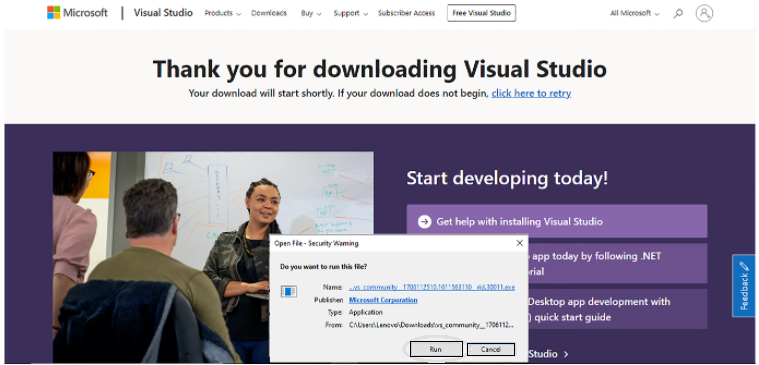 Microsoft | Visual Studio Products Downloads Buy Support Subscriber Access Free Visual Studio All Microsoft
Thank you for downloading Visual Studio
Your download will start shortly. If your download does not begin, click here to retry
Start developing today!
Get help with installing Visual Studio
app today by following .NET
orial
Desktop app development with
) quick start guide
Studio
Feedback
Open File - Security Warning
Do you want to run this file?
Name: ...vs_community__1706112510.1611563110__rid.30011.exe
Publisher: Microsoft Corporation
Type: Application
From: C:\Users\Lenovo\Downloads\vs_community__1706112...
Run Cancel